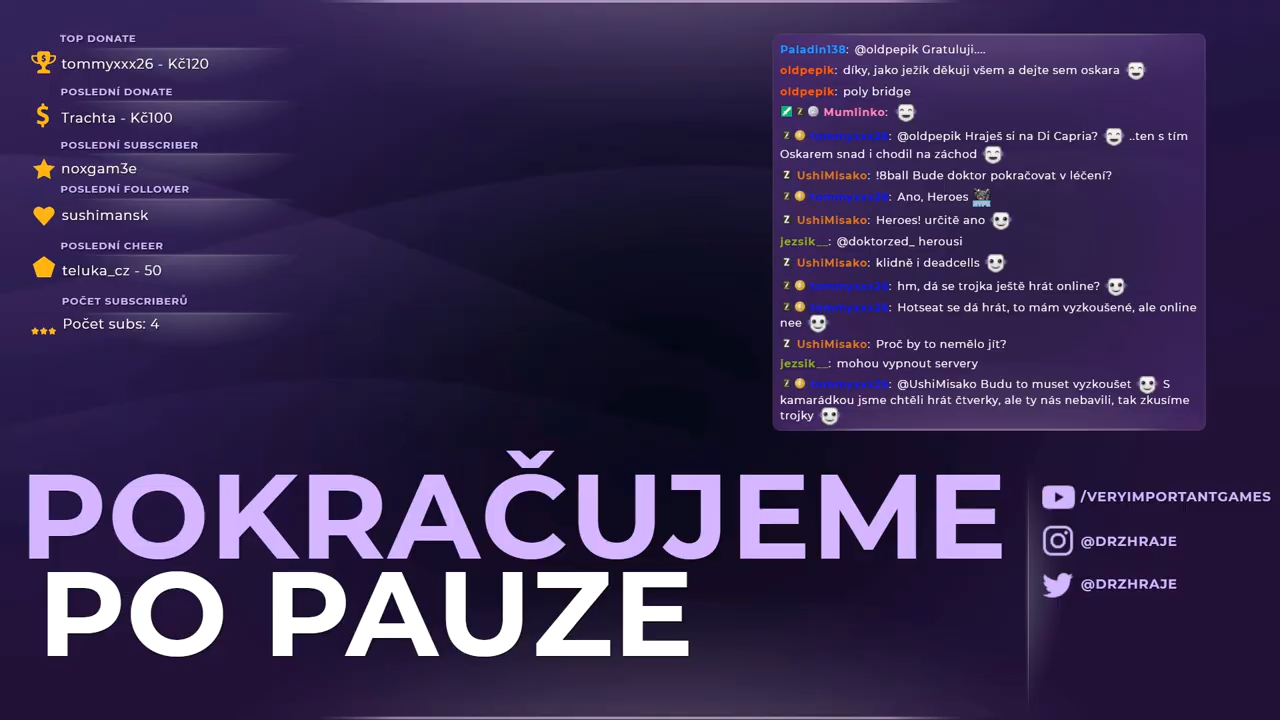 TOP DONATE
tommyxxx26 - Kč120
POSLEDNÍ DONATE
Trachta - Kč100
POSLEDNÍ SUBSCRIBER
noxgam3e
POSLEDNÍ FOLLOWER
sushimansk
POSLEDNÍ CHEER
teluka_cz - 50
POČET SUBSCRIBERŮ
Počet subs: 4
Paladin138: @oldpepik Gratuluji....
oldpepik: díky, jako ježík děkuji všem a dejte sem oskara
oldpepik: poly bridge
Z Mumlinko:
Z tommyxxx26: @oldpepik Hraješ si na Di Capria? ..ten s tím
Oskarem snad i chodil na záchod
Z UshiMisako: !8ball Bude doktor pokračovat v léčení?
Z tommyxxx26: Ano, Heroes
Z UshiMisako: Heroes! určitě ano
jezsik__: @doktorzed_ herousi
Z UshiMisako: klidně i deadcells
Z tommyxxx26: hm, dá se trojka ještě hrát online?
Z tommyxxx26: Hotseat se dá hrát, to mám vyzkoušené, ale online
nee
Z UshiMisako: Proč by to nemělo jít?
jezsik__: mohou vypnout servery
Z tommyxxx26: @UshiMisako Budu to muset vyzkoušet S
kamarádkou jsme chtěli hrát čtverky, ale ty nás nebavili, tak zkusíme
trojky
POKRAČUJEME
PO PAUZE
/VERYIMPORTANTGAMES
@DRZHRAJE
@DRZHRAJE